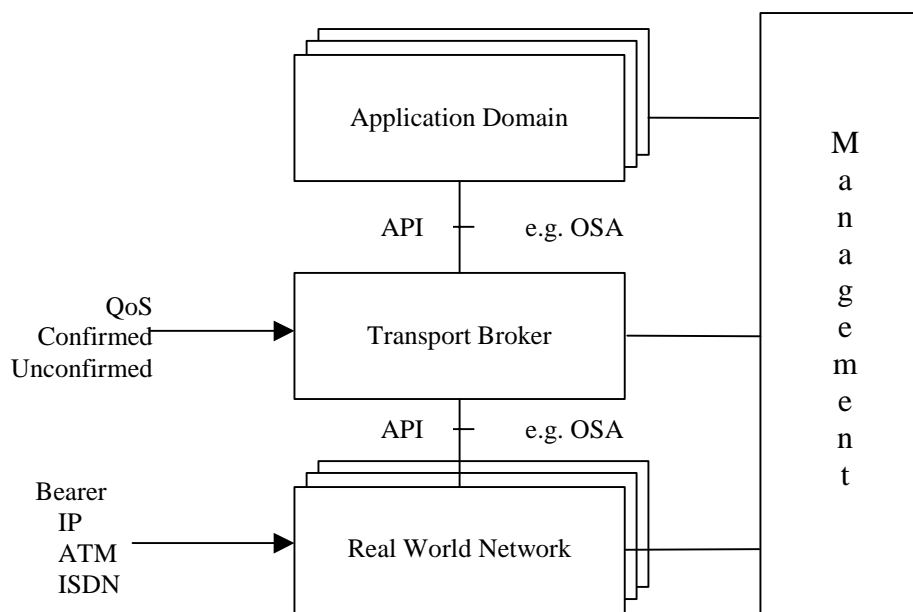 Application Domain
API
e.g. OSA
QoS
Confirmed
Unconfirmed
Transport Broker
API
e.g. OSA
Bearer
IP
ATM
ISDN
Real World Network
M
a
n
a
g
e
m
e
n
t